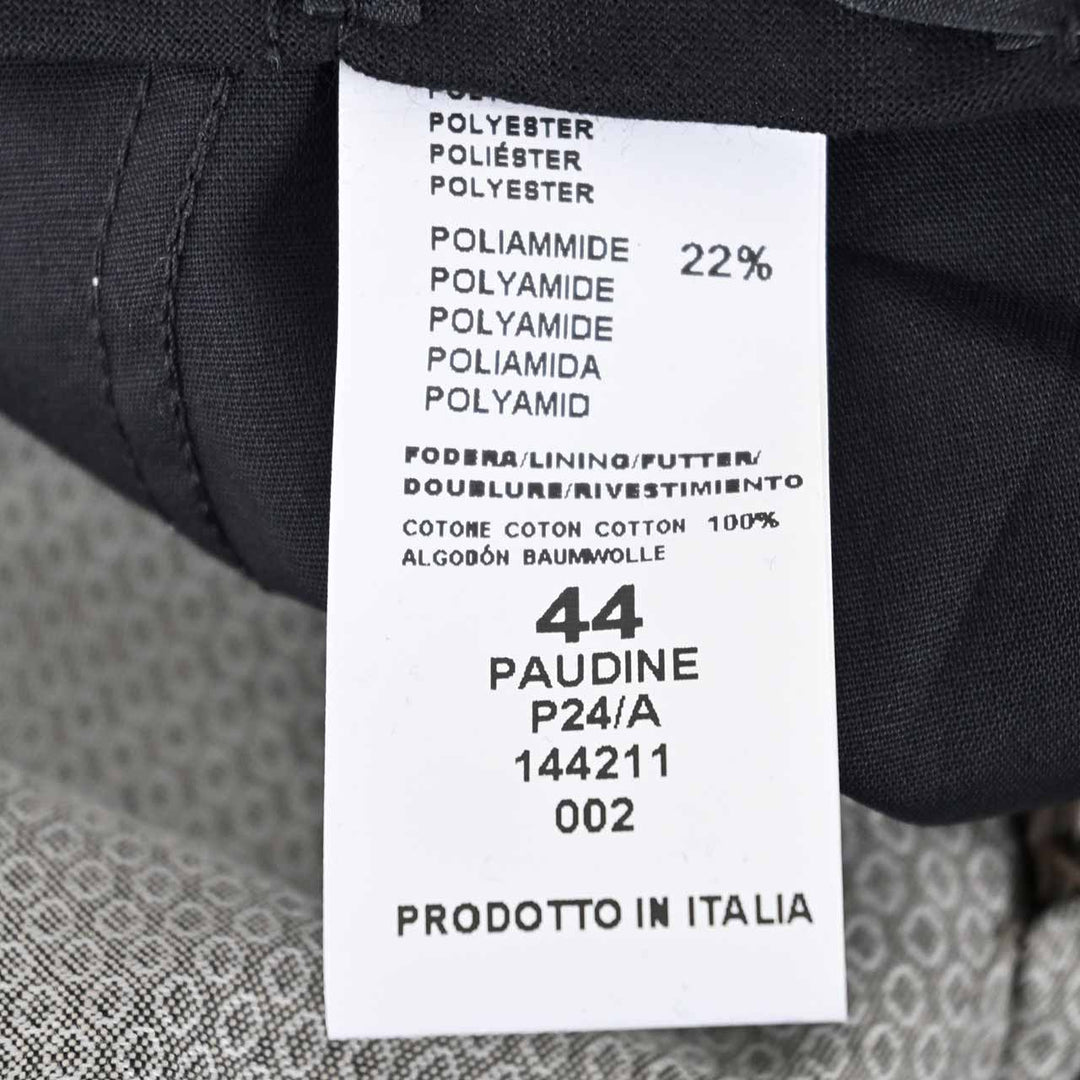 POLYESTER
POLIÉSTER
POLYESTER
POLIAMMIDE 22%
POLYAMIDE
POLYAMIDE
POLIAMIDA
POLYAMID
FODERA/LINING/FUTTER/
DOUBLURE/RIVESTIMIENTO
COTONE COTON COTTON 100%
ALGODÓN BAUMWOLLE
44
PAUDINE
P24/A
144211
002
PRODOTTO IN ITALIA